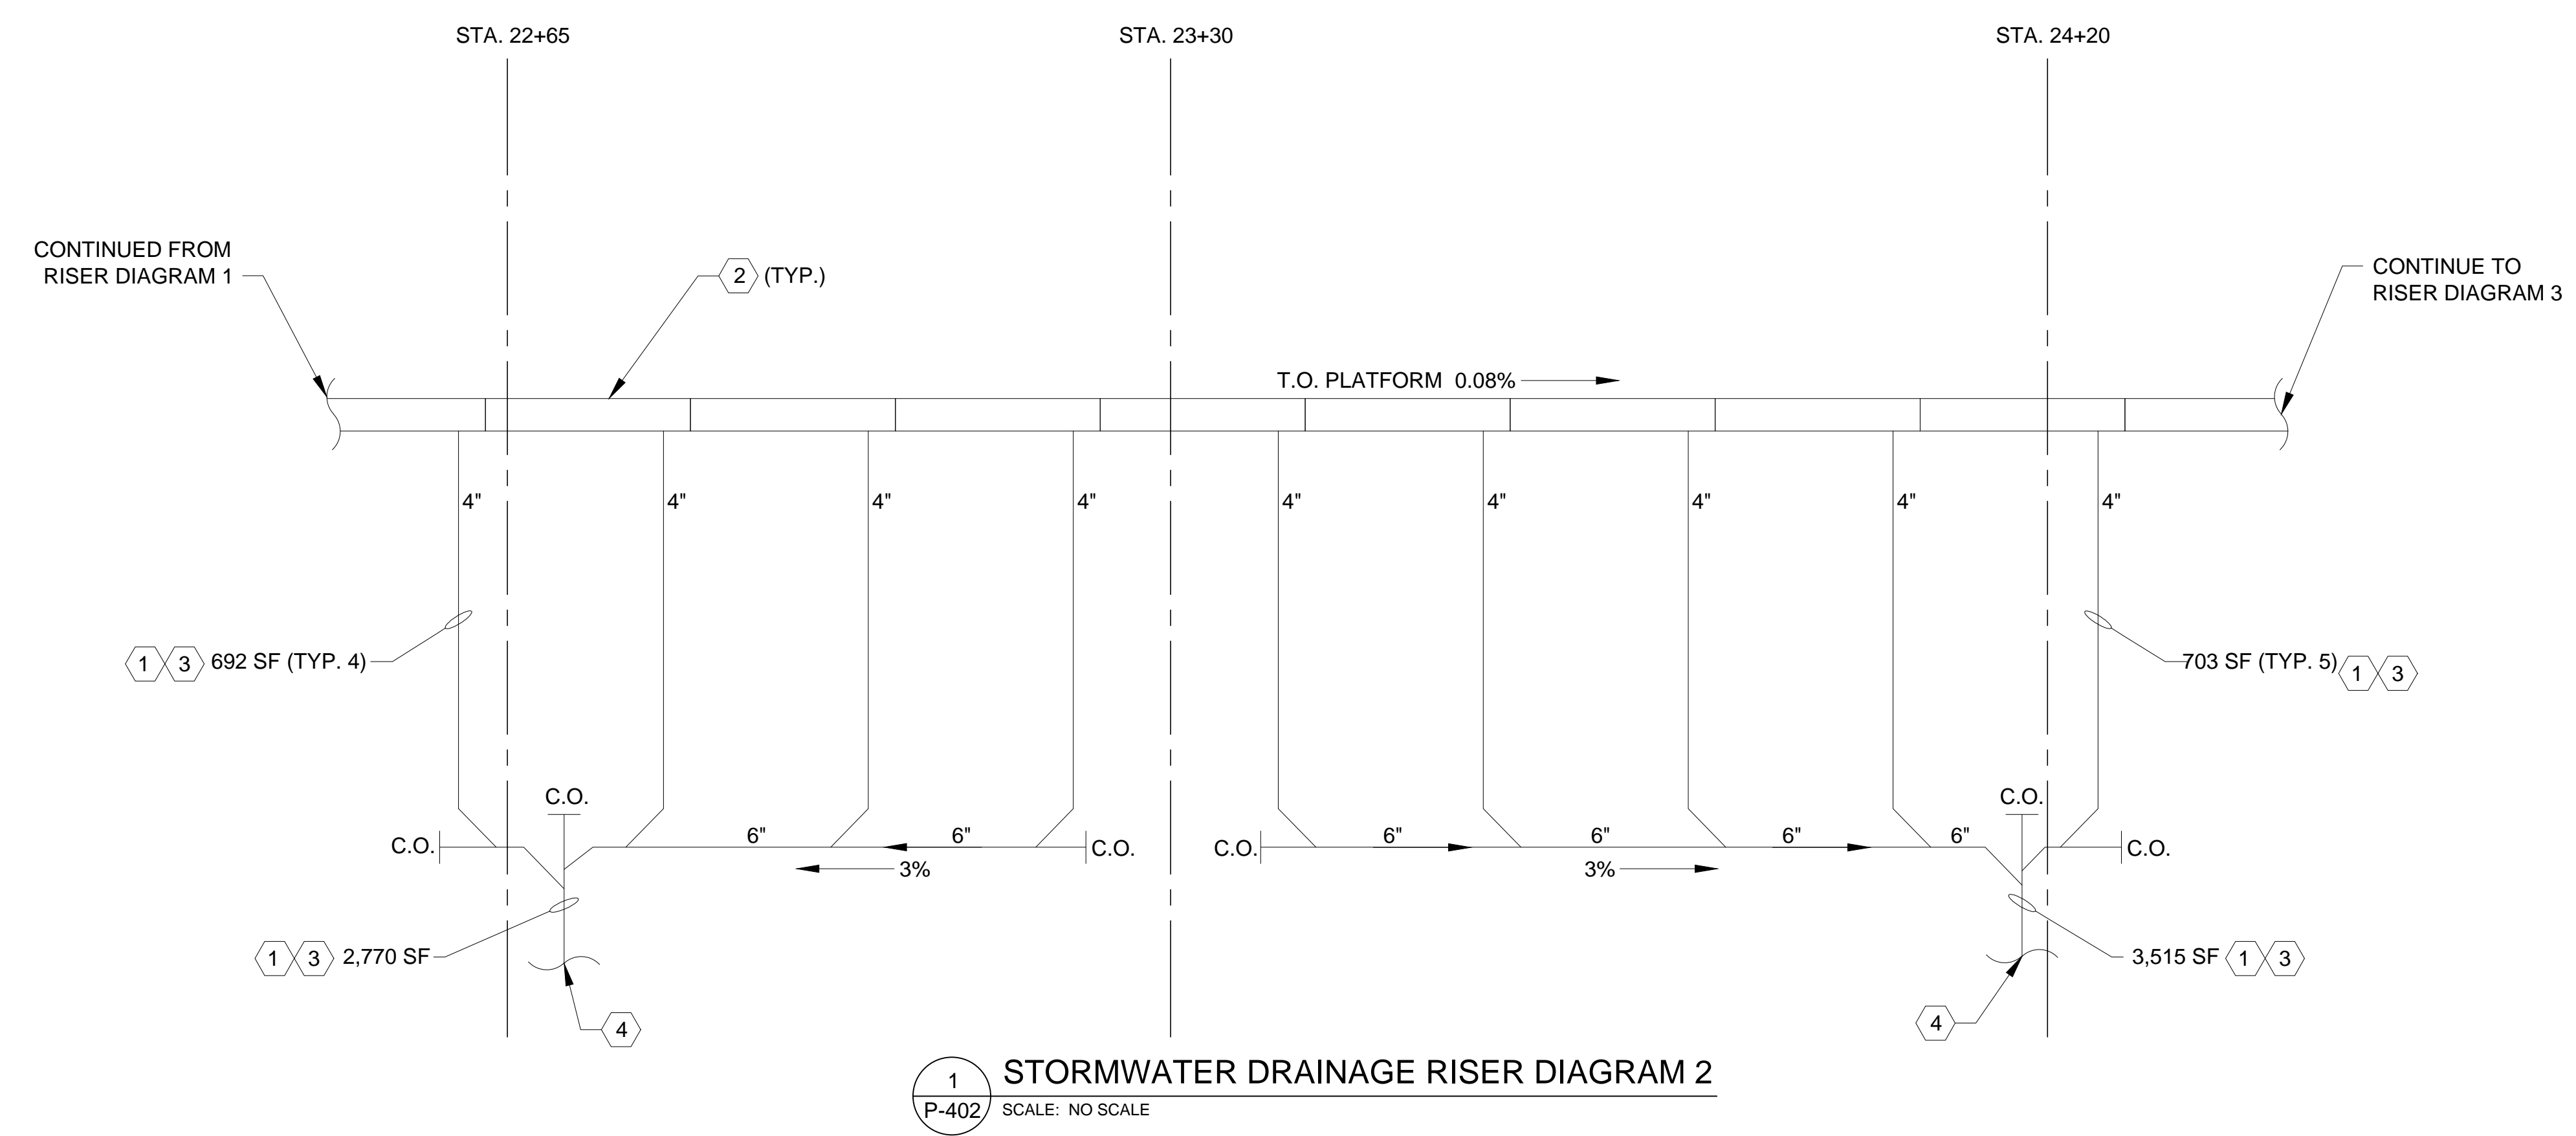 STA. 22+65
STA. 23+30
STA. 24+20
CONTINUED FROM
RISER DIAGRAM 1
2 (TYP.)
CONTINUE TO
RISER DIAGRAM 3
T.O. PLATFORM 0.08%
4"
4"
4"
4"
4"
4"
4"
4"
4"
1 3 692 SF (TYP. 4)
703 SF (TYP. 5) 1 3
C.O.
C.O.
C.O.
6"
6"
C.O.
C.O.
6"
6"
6"
6"
C.O.
3%
3%
1 3 2,770 SF
3,515 SF 1 3
4
4
1
P-402
STORMWATER DRAINAGE RISER DIAGRAM 2
SCALE: NO SCALE